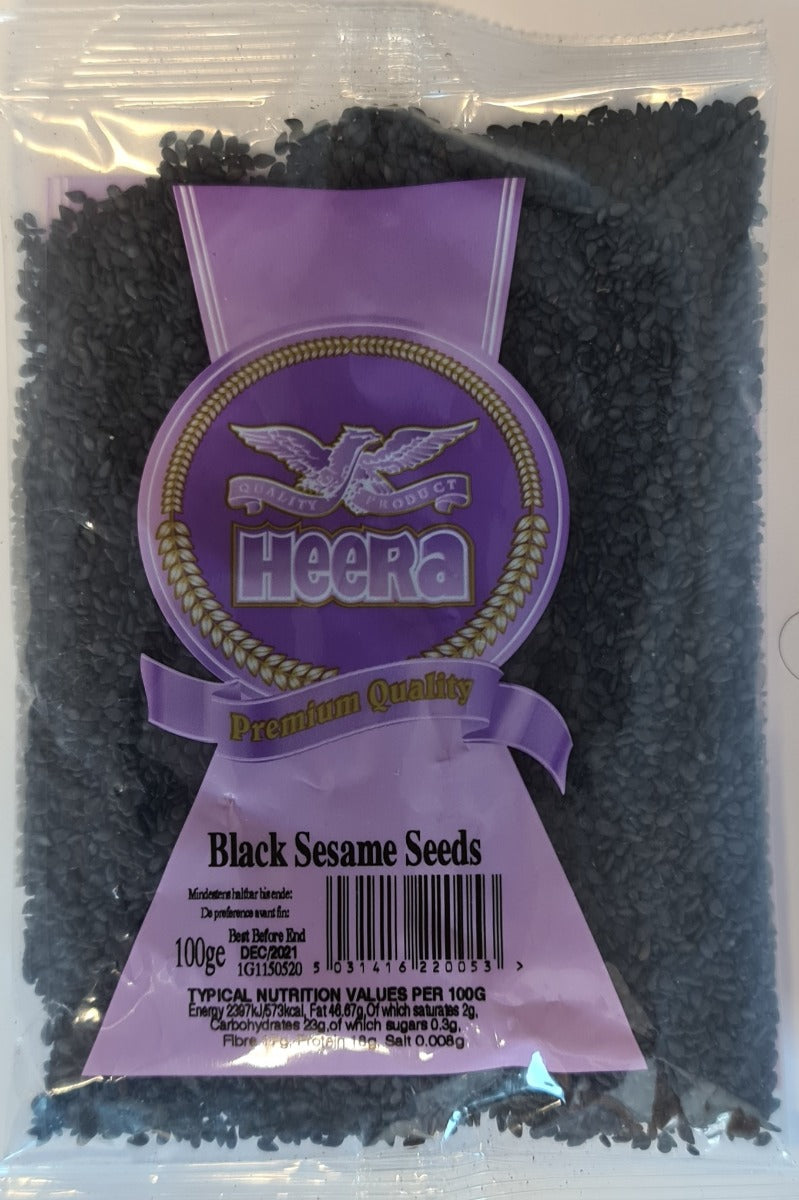 QUALITY PRODUCT
HeeRa
Premium Quality
Black Sesame Seeds
Mindestens haltbar bis ende:
De preference avant fin:
100ge
Best Before End
DEC/2021
1G1150520
5 031416 220053 >
TYPICAL NUTRITION VALUES PER 100G
Energy 2397kJ/573kcal, Fat 46.67g,Of which saturates 2g,
Carbohydrates 23g,of which sugars 0.3g,
Fibre Protein 18g, Salt 0.008g